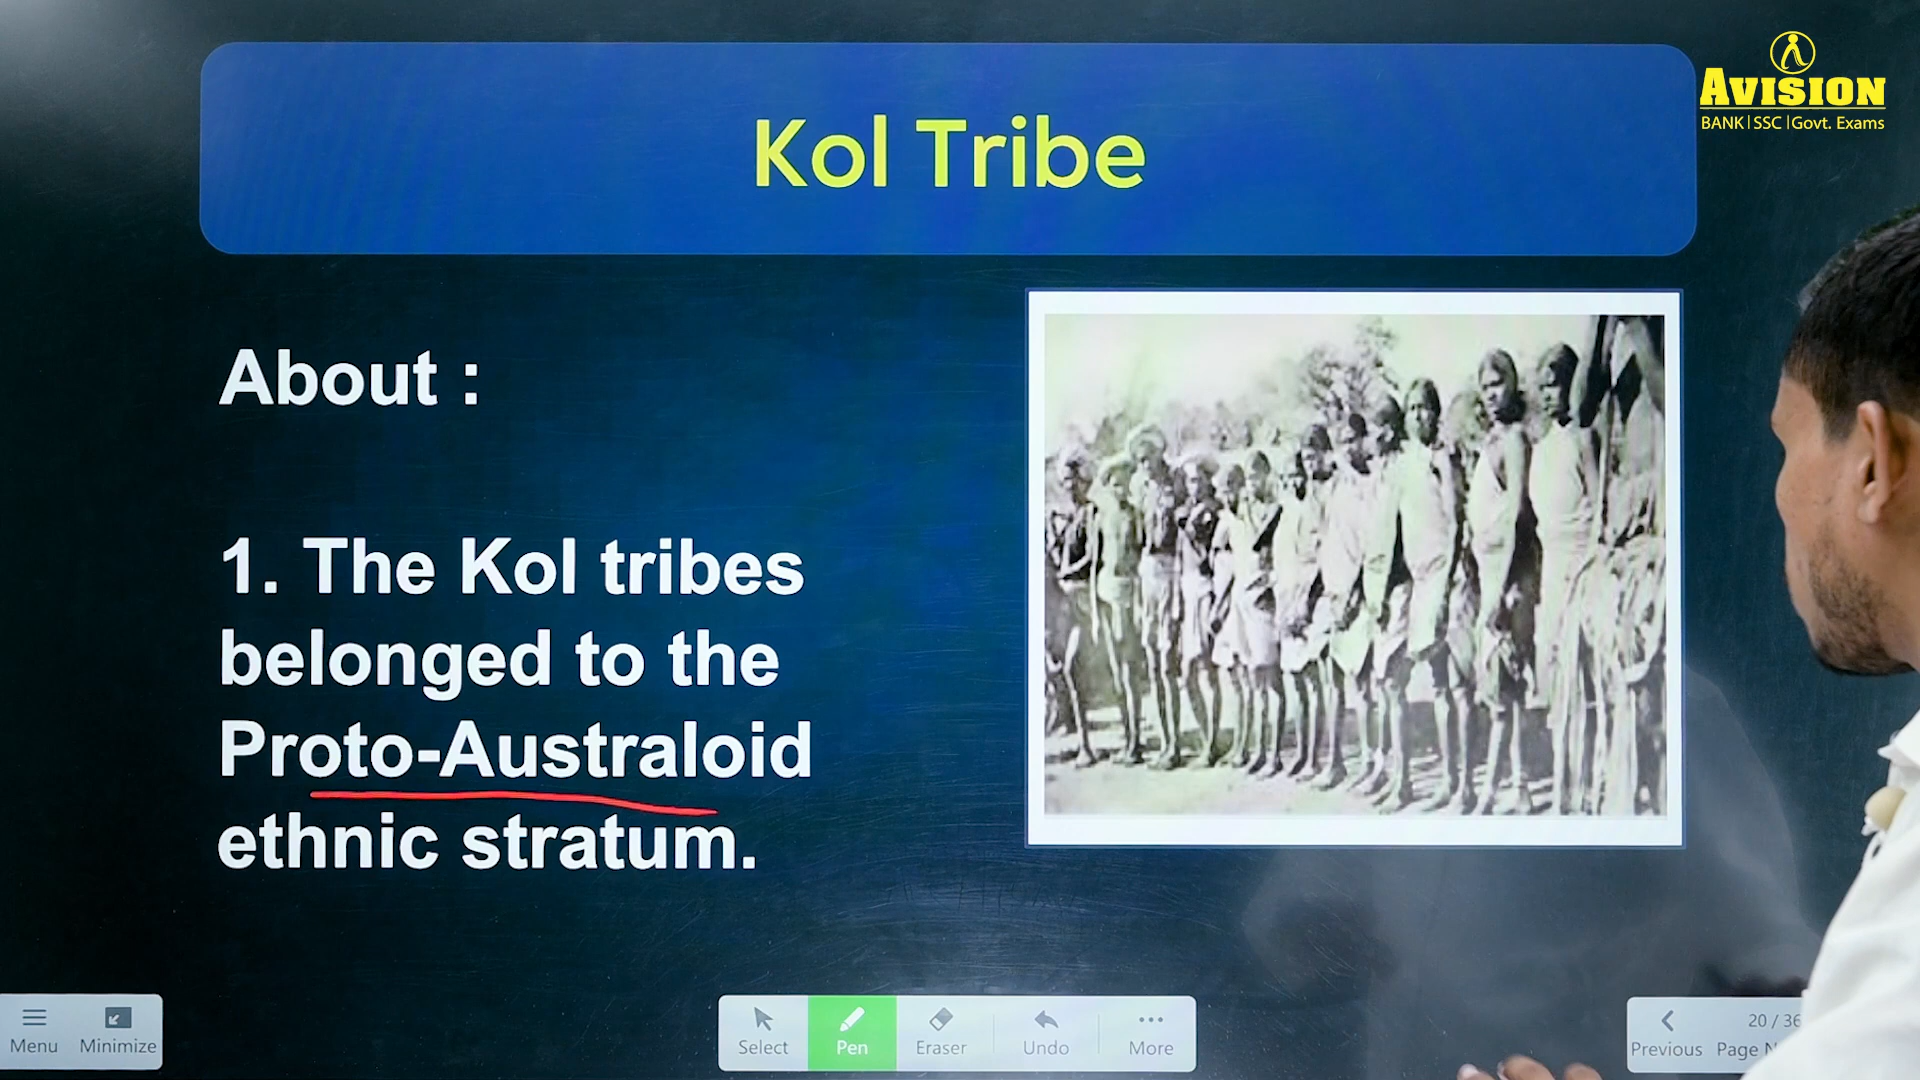 AVISION
BANK | SSC | Govt. Exams
Kol Tribe
About :
1. The Kol tribes
belonged to the
Proto-Australoid
ethnic stratum.
Menu
Minimize
Select
Pen
Eraser
Undo
More
Previous
20 / 36
Page